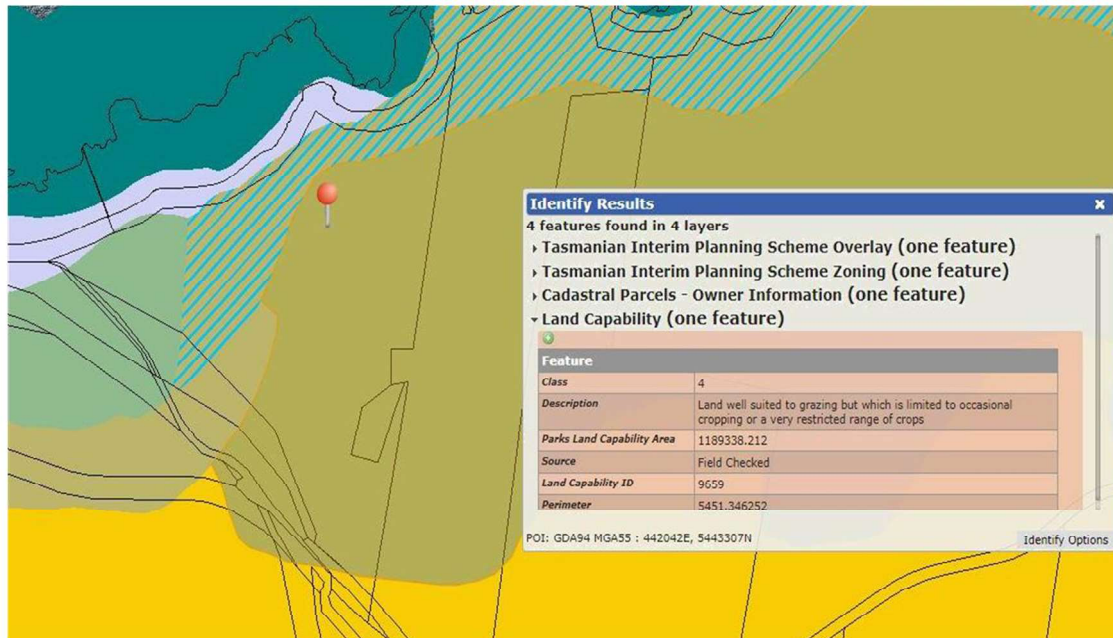 Identify Results
4 features found in 4 layers
Tasmanian Interim Planning Scheme Overlay (one feature)
Tasmanian Interim Planning Scheme Zoning (one feature)
Cadastral Parcels - Owner Information (one feature)
Land Capability (one feature)
Feature
Class 4
Description Land well suited to grazing but which is limited to occasional
cropping or a very restricted range of crops
Parks Land Capability Area 1189338.212
Source Field Checked
Land Capability ID 9659
Perimeter 5451.346252
POI: GDA94 MGA55 : 442042E, 5443307N Identify Options